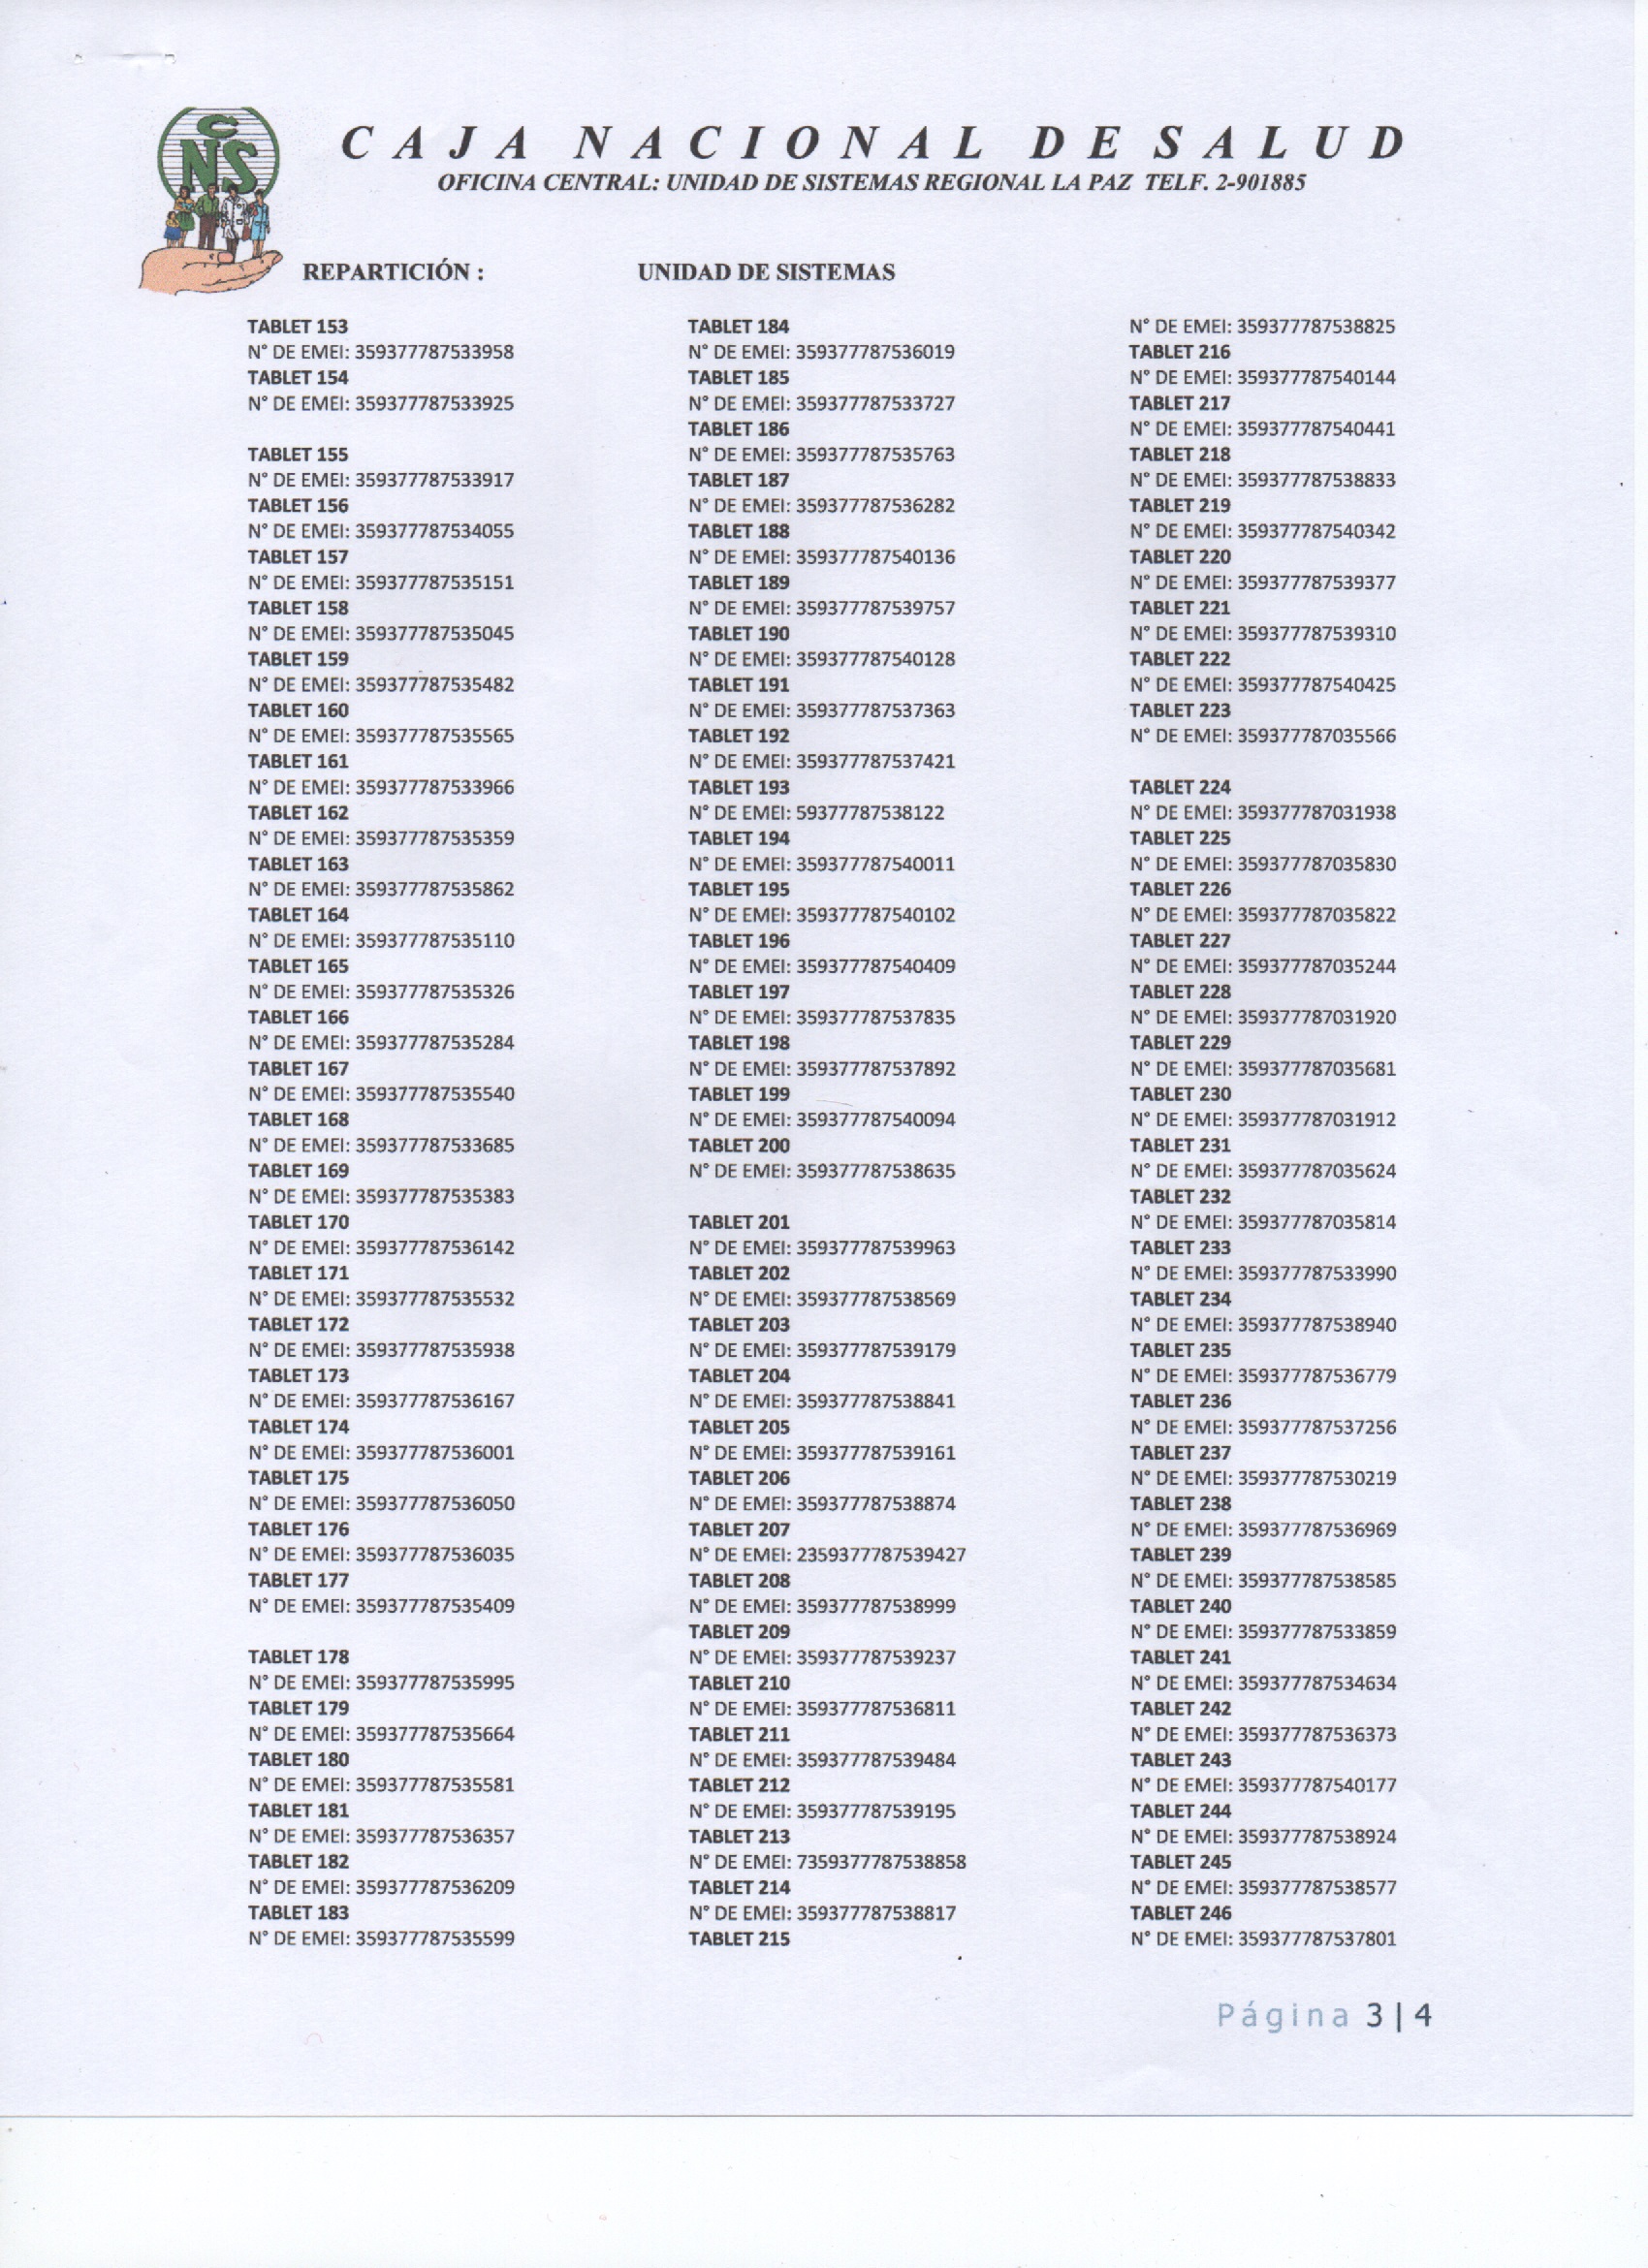 CNS
CAJA NACIONAL DE SALUD
OFICINA CENTRAL: UNIDAD DE SISTEMAS REGIONAL LA PAZ TELF. 2-901885
REPARTICIÓN : UNIDAD DE SISTEMAS
TABLET 153
N° DE EMEI: 359377787533958
TABLET 154
N° DE EMEI: 359377787533925
TABLET 155
N° DE EMEI: 359377787533917
TABLET 156
N° DE EMEI: 359377787534055
TABLET 157
N° DE EMEI: 359377787535151
TABLET 158
N° DE EMEI: 359377787535045
TABLET 159
N° DE EMEI: 359377787535482
TABLET 160
N° DE EMEI: 359377787535565
TABLET 161
N° DE EMEI: 359377787533966
TABLET 162
N° DE EMEI: 359377787535359
TABLET 163
N° DE EMEI: 359377787535862
TABLET 164
N° DE EMEI: 359377787535110
TABLET 165
N° DE EMEI: 359377787535326
TABLET 166
N° DE EMEI: 359377787535284
TABLET 167
N° DE EMEI: 359377787535540
TABLET 168
N° DE EMEI: 359377787533685
TABLET 169
N° DE EMEI: 359377787535383
TABLET 170
N° DE EMEI: 359377787536142
TABLET 171
N° DE EMEI: 359377787535532
TABLET 172
N° DE EMEI: 359377787535938
TABLET 173
N° DE EMEI: 359377787536167
TABLET 174
N° DE EMEI: 359377787536001
TABLET 175
N° DE EMEI: 359377787536050
TABLET 176
N° DE EMEI: 359377787536035
TABLET 177
N° DE EMEI: 359377787535409
TABLET 178
N° DE EMEI: 359377787535995
TABLET 179
N° DE EMEI: 359377787535664
TABLET 180
N° DE EMEI: 359377787535581
TABLET 181
N° DE EMEI: 359377787536357
TABLET 182
N° DE EMEI: 359377787536209
TABLET 183
N° DE EMEI: 359377787535599
TABLET 184
N° DE EMEI: 359377787536019
TABLET 185
N° DE EMEI: 359377787533727
TABLET 186
N° DE EMEI: 359377787535763
TABLET 187
N° DE EMEI: 359377787536282
TABLET 188
N° DE EMEI: 359377787540136
TABLET 189
N° DE EMEI: 359377787539757
TABLET 190
N° DE EMEI: 359377787540128
TABLET 191
N° DE EMEI: 359377787537363
TABLET 192
N° DE EMEI: 359377787537421
TABLET 193
N° DE EMEI: 59377787538122
TABLET 194
N° DE EMEI: 359377787540011
TABLET 195
N° DE EMEI: 359377787540102
TABLET 196
N° DE EMEI: 359377787540409
TABLET 197
N° DE EMEI: 359377787537835
TABLET 198
N° DE EMEI: 359377787537892
TABLET 199
N° DE EMEI: 359377787540094
TABLET 200
N° DE EMEI: 359377787538635
TABLET 201
N° DE EMEI: 359377787539963
TABLET 202
N° DE EMEI: 359377787538569
TABLET 203
N° DE EMEI: 359377787539179
TABLET 204
N° DE EMEI: 359377787538841
TABLET 205
N° DE EMEI: 359377787539161
TABLET 206
N° DE EMEI: 359377787538874
TABLET 207
N° DE EMEI: 2359377787539427
TABLET 208
N° DE EMEI: 359377787538999
TABLET 209
N° DE EMEI: 359377787539237
TABLET 210
N° DE EMEI: 359377787536811
TABLET 211
N° DE EMEI: 359377787539484
TABLET 212
N° DE EMEI: 359377787539195
TABLET 213
N° DE EMEI: 7359377787538858
TABLET 214
N° DE EMEI: 359377787538817
TABLET 215
N° DE EMEI: 359377787538825
TABLET 216
N° DE EMEI: 359377787540144
TABLET 217
N° DE EMEI: 359377787540441
TABLET 218
N° DE EMEI: 359377787538833
TABLET 219
N° DE EMEI: 359377787540342
TABLET 220
N° DE EMEI: 359377787539377
TABLET 221
N° DE EMEI: 359377787539310
TABLET 222
N° DE EMEI: 359377787540425
TABLET 223
N° DE EMEI: 359377787035566
TABLET 224
N° DE EMEI: 359377787031938
TABLET 225
N° DE EMEI: 359377787035830
TABLET 226
N° DE EMEI: 359377787035822
TABLET 227
N° DE EMEI: 359377787035244
TABLET 228
N° DE EMEI: 359377787031920
TABLET 229
N° DE EMEI: 359377787035681
TABLET 230
N° DE EMEI: 359377787031912
TABLET 231
N° DE EMEI: 359377787035624
TABLET 232
N° DE EMEI: 359377787035814
TABLET 233
N° DE EMEI: 359377787533990
TABLET 234
N° DE EMEI: 359377787538940
TABLET 235
N° DE EMEI: 359377787536779
TABLET 236
N° DE EMEI: 359377787537256
TABLET 237
N° DE EMEI: 359377787530219
TABLET 238
N° DE EMEI: 359377787536969
TABLET 239
N° DE EMEI: 359377787538585
TABLET 240
N° DE EMEI: 359377787533859
TABLET 241
N° DE EMEI: 359377787534634
TABLET 242
N° DE EMEI: 359377787536373
TABLET 243
N° DE EMEI: 359377787540177
TABLET 244
N° DE EMEI: 359377787538924
TABLET 245
N° DE EMEI: 359377787538577
TABLET 246
N° DE EMEI: 359377787537801
Página 3|4